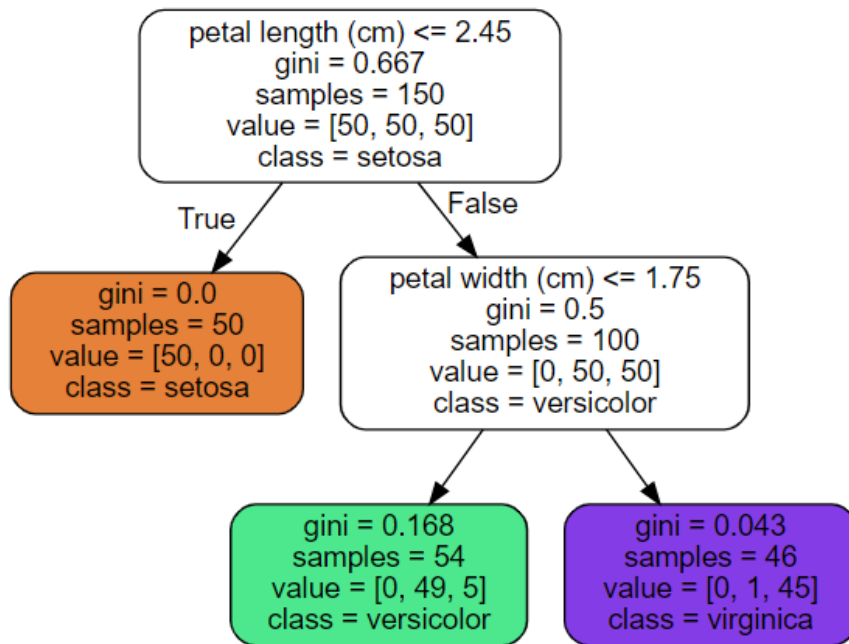 petal length (cm) <= 2.45
gini = 0.667
samples = 150
value = [50, 50, 50]
class = setosa
True
False
gini = 0.0
samples = 50
value = [50, 0, 0]
class = setosa
petal width (cm) <= 1.75
gini = 0.5
samples = 100
value = [0, 50, 50]
class = versicolor
gini = 0.168
samples = 54
value = [0, 49, 5]
class = versicolor
gini = 0.043
samples = 46
value = [0, 1, 45]
class = virginica